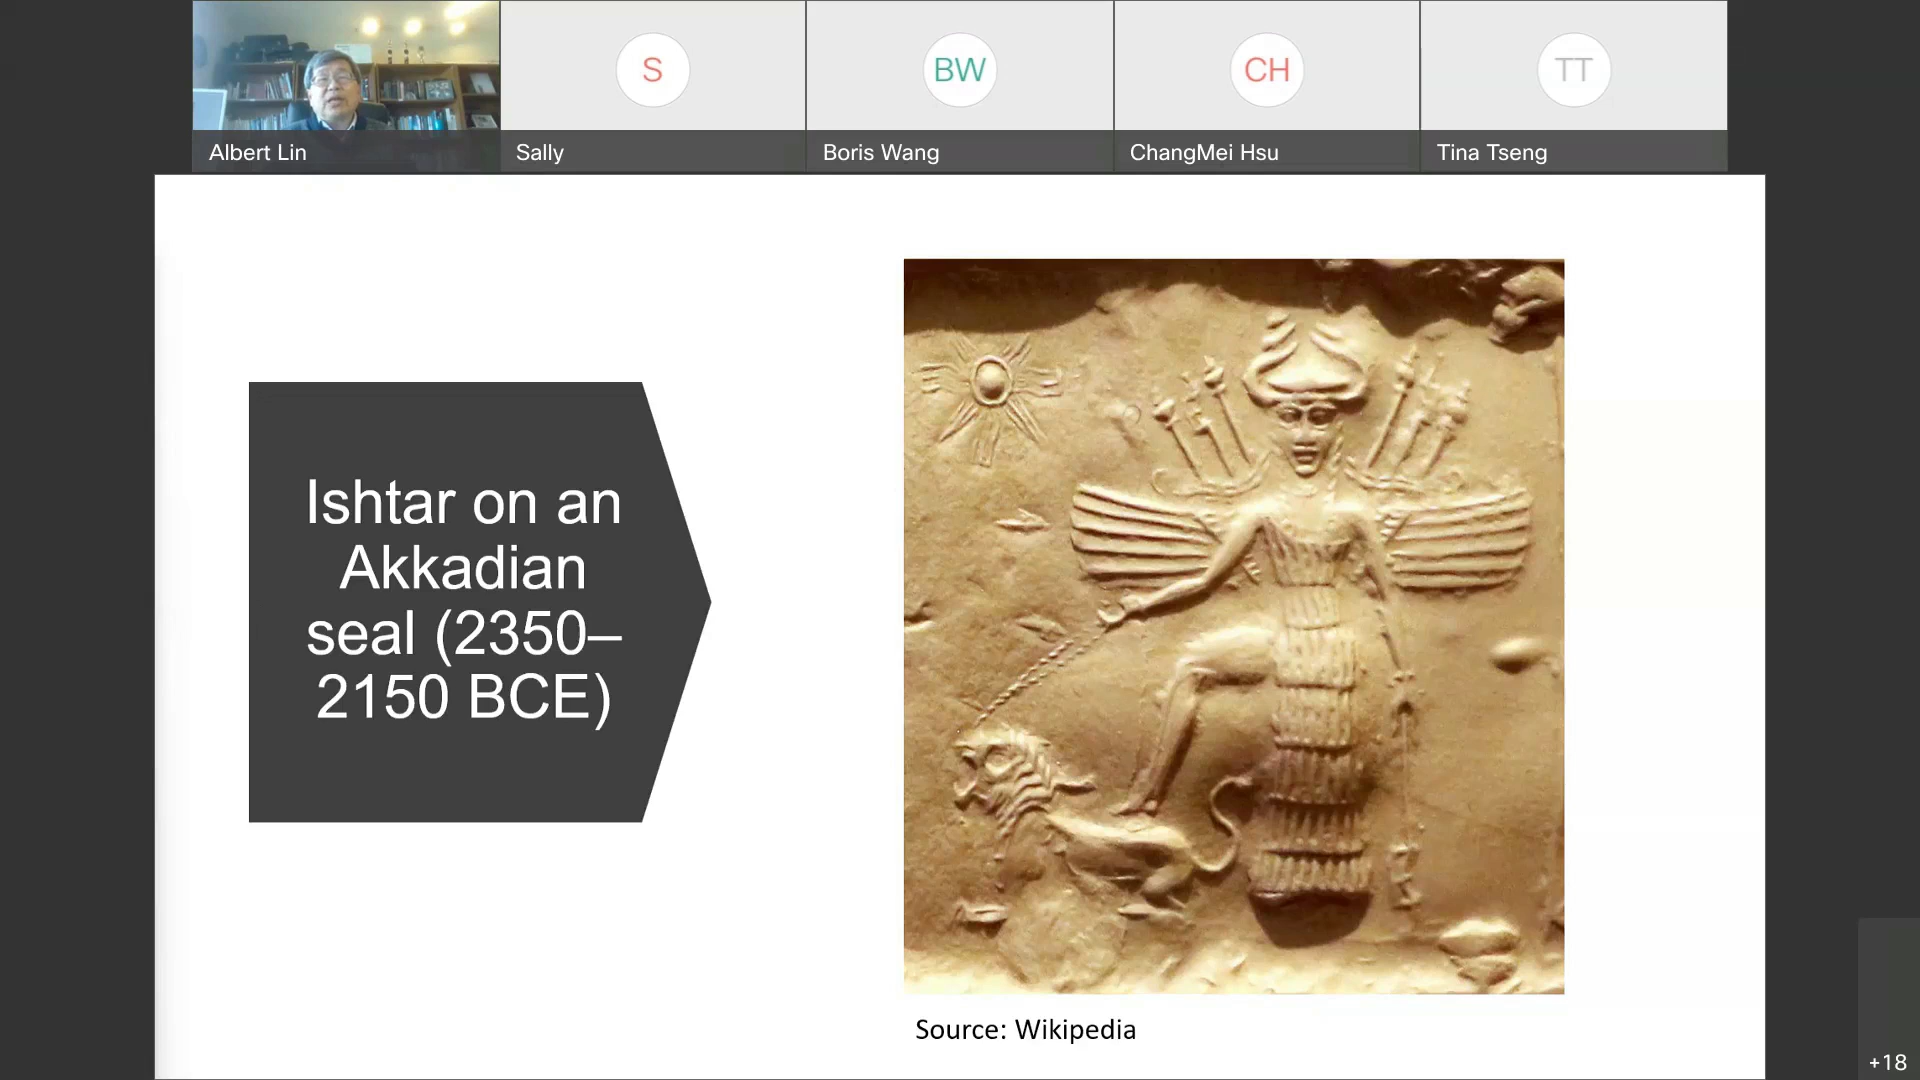 S
BW
CH
TT
Albert Lin
Sally
Boris Wang
ChangMei Hsu
Tina Tseng
Ishtar on an
Akkadian
seal (2350–
2150 BCE)
Source: Wikipedia
+18